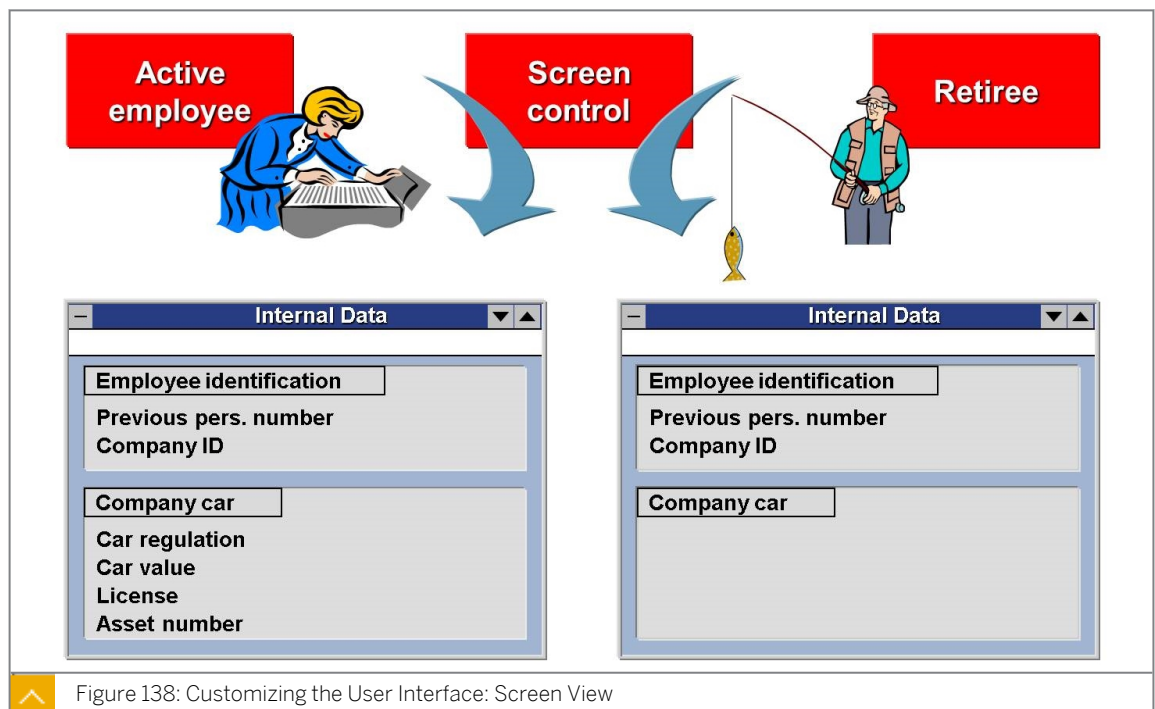 Active
employee
Screen
control
Retiree
Internal Data
Employee identification
Previous pers. number
Company ID
Company car
Car regulation
Car value
License
Asset number
Internal Data
Employee identification
Previous pers. number
Company ID
Company car
Figure 138: Customizing the User Interface: Screen View